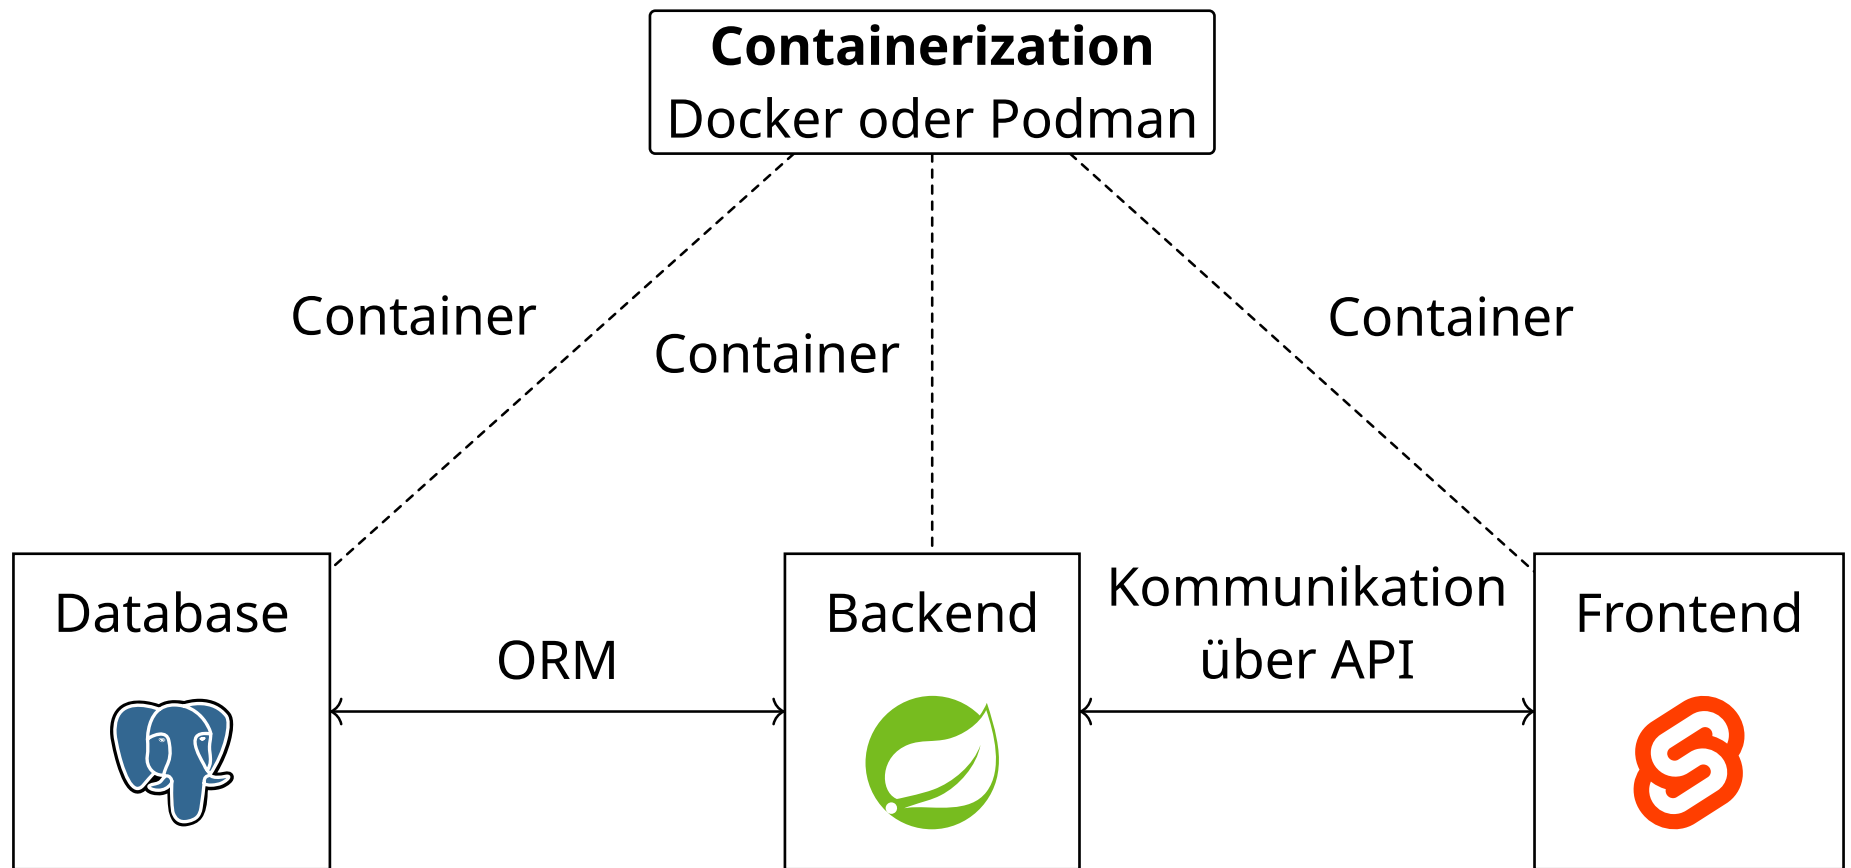 Containerization
Docker oder Podman
Container
Container
Container
Database
ORM
Backend
Kommunikation
über API
Frontend